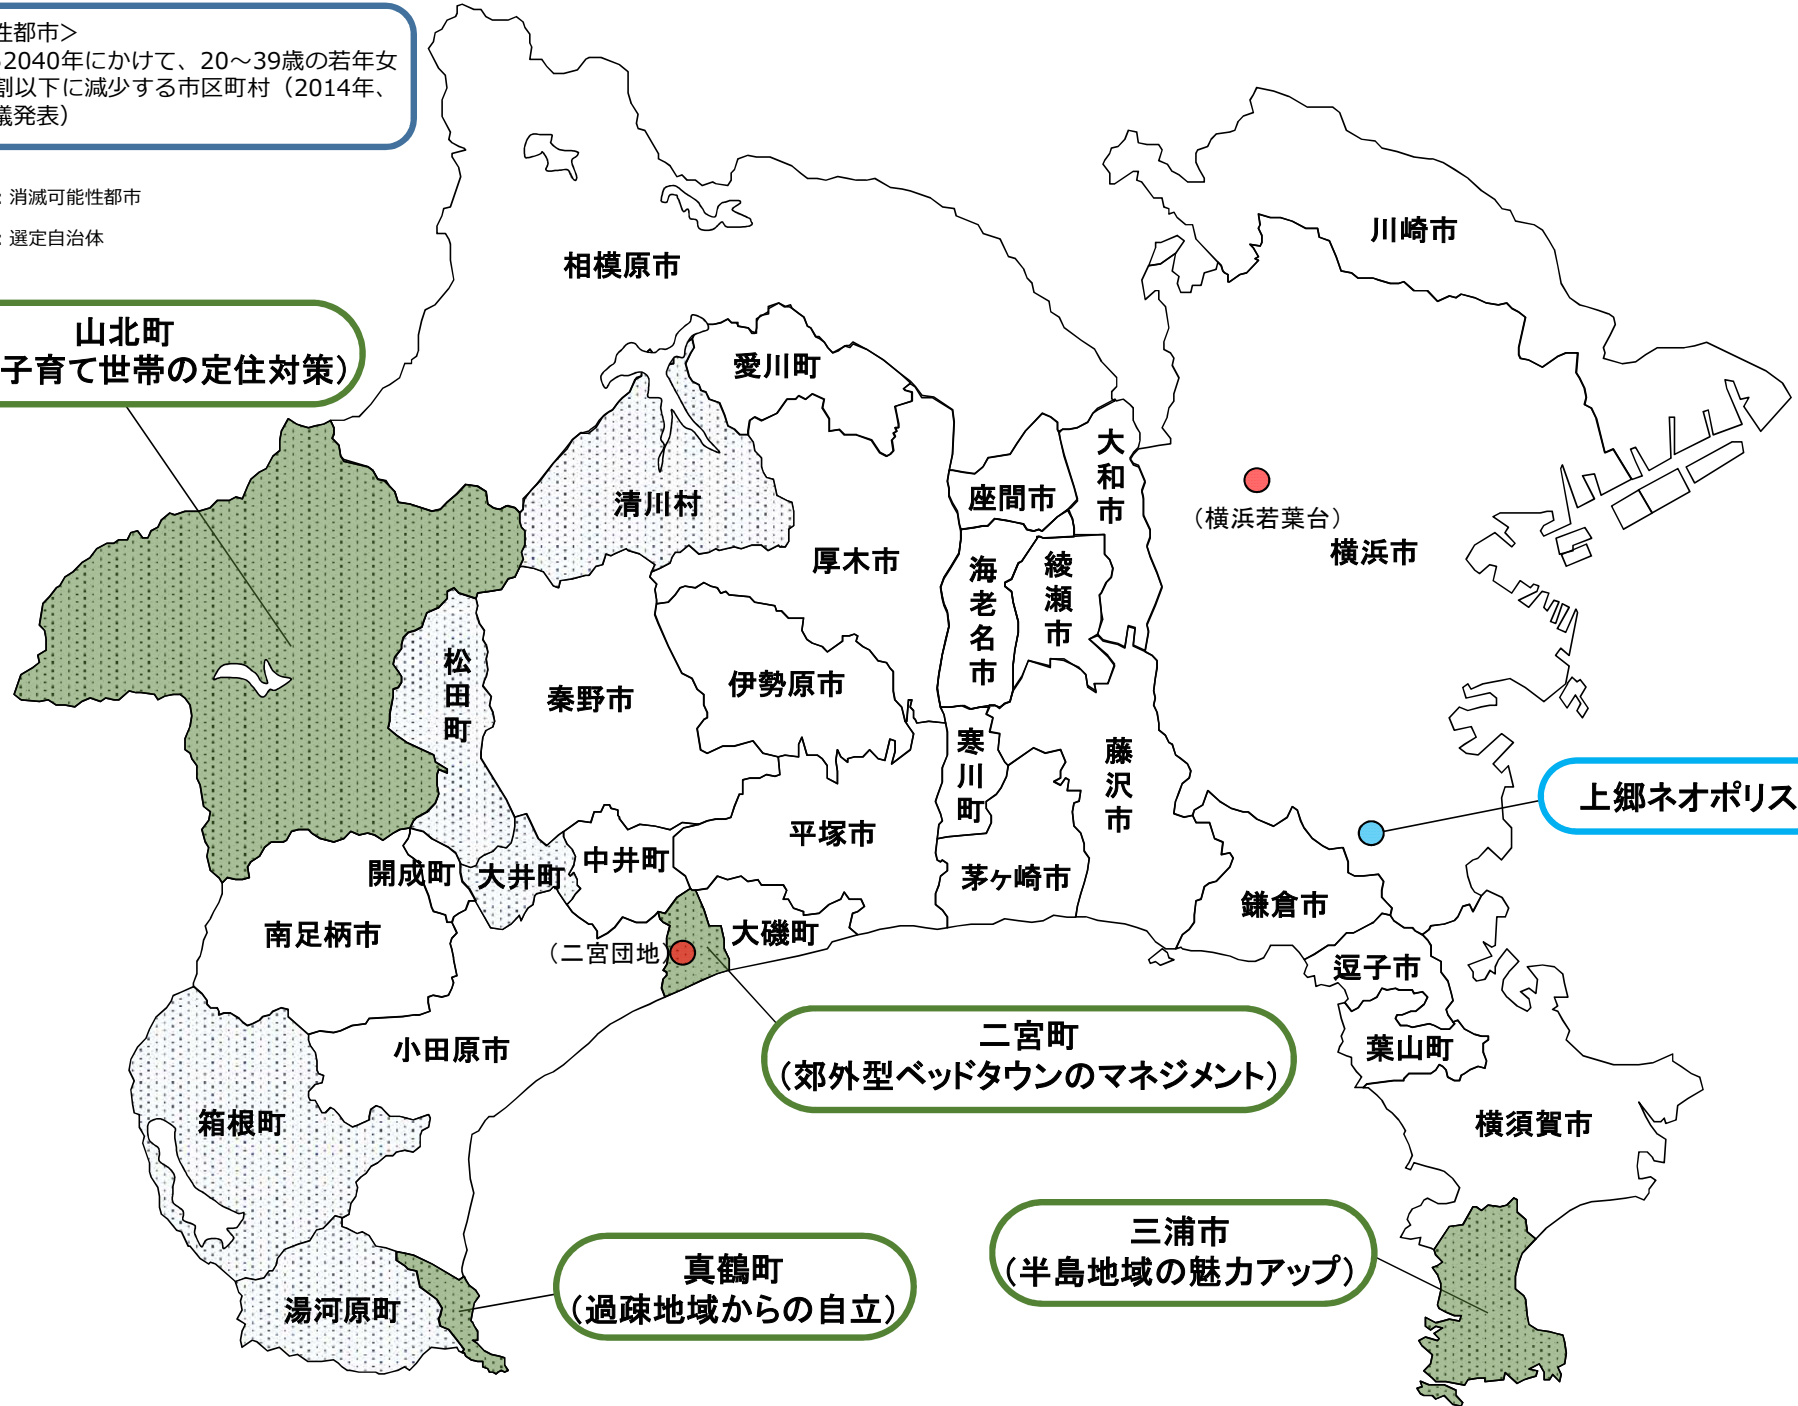 性都市＞
2040年にかけて、20～39歳の若年女
割以下に減少する市区町村（2014年、
議発表）
：消滅可能性都市
：選定自治体
山北町
子育て世帯の定住対策）
相模原市
川崎市
愛川町
大和市
座間市
（横浜若葉台）
清川村
横浜市
厚木市
海老名市
綾瀬市
松田町
秦野市
伊勢原市
寒川町
藤沢市
上郷ネオポリス
平塚市
開成町
大井町
中井町
茅ヶ崎市
鎌倉市
南足柄市
（二宮団地）
大磯町
逗子市
小田原市
二宮町
（郊外型ベッドタウンのマネジメント）
葉山町
箱根町
横須賀市
三浦市
（半島地域の魅力アップ）
真鶴町
（過疎地域からの自立）
湯河原町